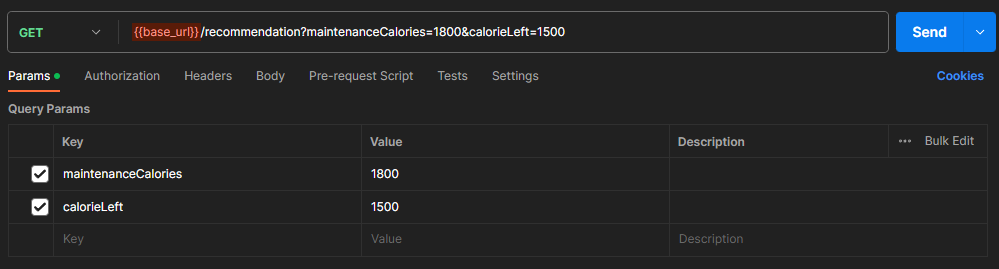 GET {{base_url}}/recommendation?maintenanceCalories=1800&calorieLeft=1500 Send
Params Authorization Headers Body Pre-request Script Tests Settings Cookies
Query Params
Key Value Description ••• Bulk Edit
maintenanceCalories 1800
calorieLeft 1500
Key Value Description